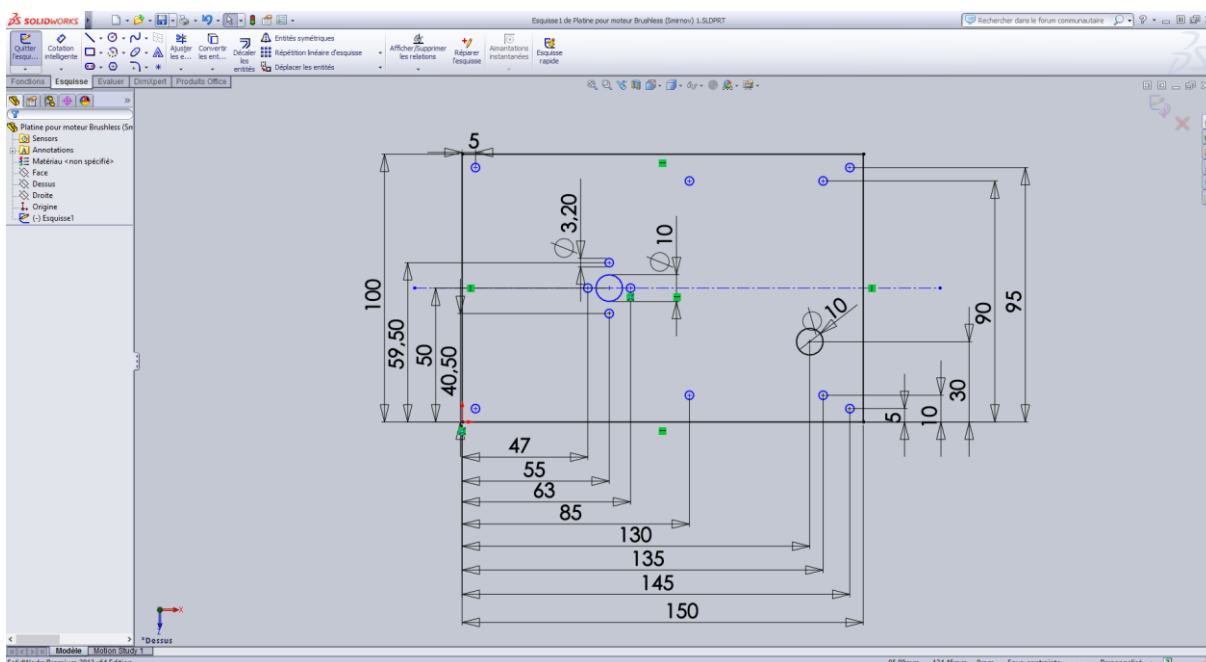 SOLIDWORKS
Esquisse1 de Platine pour moteur Brushless (Smirnov) 1.SLDPRT
Rechercher dans le forum communautaire
Quitter l'esqui...
Cotation intelligente
Ajuster les e...
Convertir les ent...
Décaler les entités
Entités symétriques
Répétition linéaire d'esquisse
Déplacer les entités
Afficher/Supprimer les relations
Réparer l'esquisse
Aimantations instantanées
Esquisse rapide
Fonctions Esquisse Evaluer DimXpert Produits Office
Platine pour moteur Brushless (Sm
Sensors
Annotations
Matériau <non spécifié>
Face
Dessus
Droite
Origine
(-) Esquisse1
5
3,20
10
100
59,50
50
40,50
10
95
90
30
10
5
47
55
63
85
130
135
145
150
X
Z
*Dessus
Modèle Motion Study 1